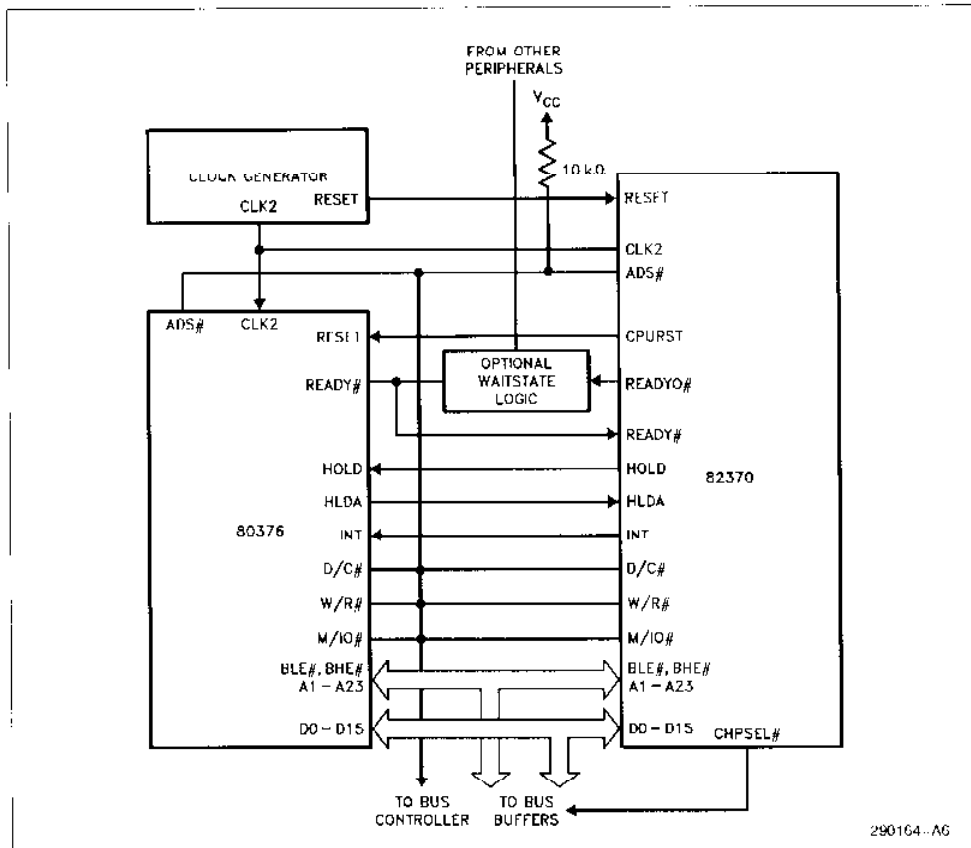 FROM OTHER
PERIPHERALS
VCC
10 kΩ
CLOCK GENERATOR
RESET
CLK2
RESET
CLK2
ADS#
ADS#
CLK2
RESET
CPURST
OPTIONAL
WAITSTATE
LOGIC
READY#
READYO#
READY#
HOLD
HOLD
82370
HLDA
HLDA
80376
INT
INT
D/C#
D/C#
W/R#
W/R#
M/IO#
M/IO#
BLE#, BHE#
A1-A23
BLE#, BHE#
A1-A23
D0-D15
D0-D15
CHPSEL#
TO BUS
CONTROLLER
TO BUS
BUFFERS
290164-A6